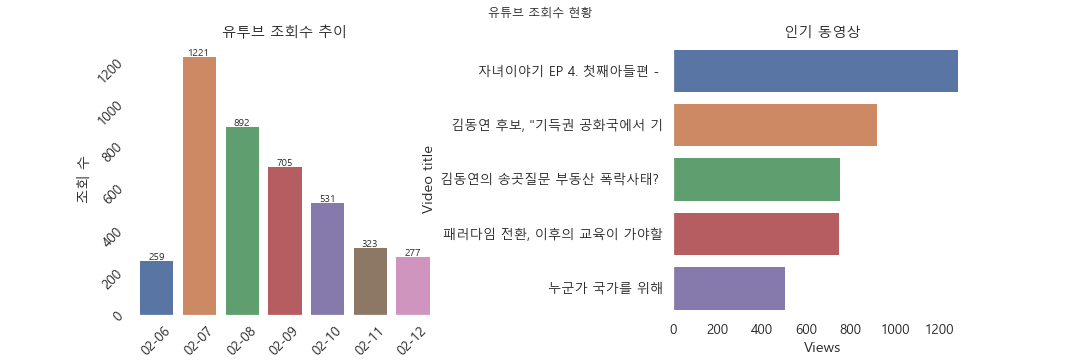 유튜브 조회수 현황
유튜브 조회수 추이
조회 수
1200
1000
800
600
400
200
0
259
1221
892
705
531
323
277
02-06
02-07
02-08
02-09
02-10
02-11
02-12
인기 동영상
Video title
자녀이야기 EP 4. 첫째아들편 -
김동연 후보, "기득권 공화국에서 기
김동연의 송곳질문 부동산 폭락사태?
패러다임 전환, 이후의 교육이 가야할
누군가 국가를 위해
0 200 400 600 800 1000 1200
Views